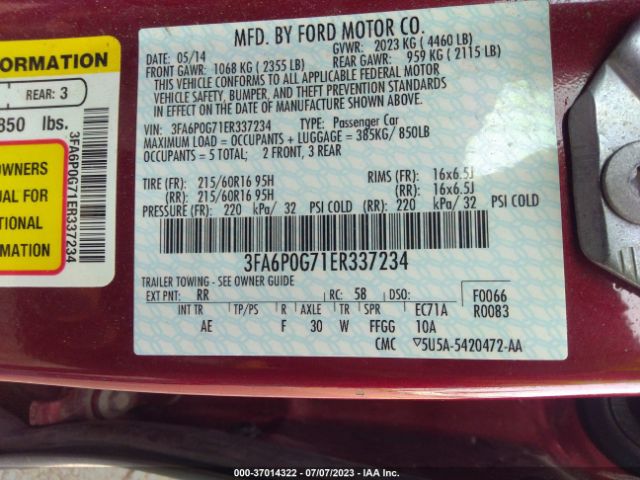 ORMATION
REAR: 3
850 lbs.
OWNERS
UAL FOR
TIONAL
RMATION
3FA6P0G71ER337234
MFD. BY FORD MOTOR CO.
DATE: 05/14 GVWR: 2023 KG ( 4460 LB)
FRONT GAWR: 1068 KG ( 2355 LB) REAR GAWR: 959 KG ( 2115 LB)
THIS VEHICLE CONFORMS TO ALL APPLICABLE FEDERAL MOTOR
VEHICLE SAFETY, BUMPER, AND THEFT PREVENTION STANDARDS
IN EFFECT ON THE DATE OF MANUFACTURE SHOWN ABOVE.
VIN: 3FA6P0G71ER337234 TYPE: Passenger Car
MAXIMUM LOAD = OCCUPANTS + LUGGAGE = 385KG/ 850LB
OCCUPANTS = 5 TOTAL; 2 FRONT, 3 REAR
TIRE (FR): 215/60R16 95H RIMS (FR): 16x6.5J
(RR): 215/60R16 95H (RR): 16x6.5J
PRESSURE (FR): 220 kPa/ 32 PSI COLD (RR): 220 kPa/ 32 PSI COLD
3FA6P0G71ER337234
TRAILER TOWING - SEE OWNER GUIDE
EXT PNT: RR RC: 58 DSO: F0066
INT TR TP/PS R AXLE TR SPR EC71A R0083
AE F 30 W FFGG 10A
CMC 5U5A-5420472-AA
000-37014322 - 07/07/2023 - IAA Inc.